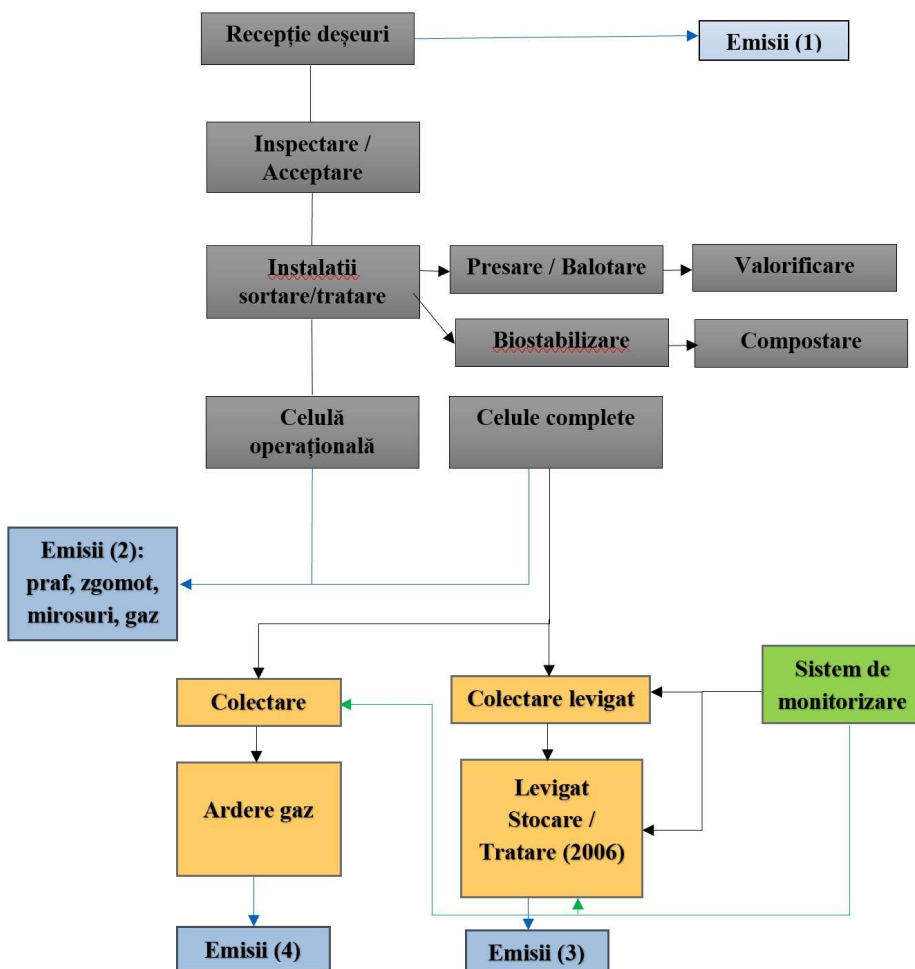 Recepție deșeuri
Emisii (1)
Inspectare /
Acceptare
Instalatii
sortare/tratare
Presare / Balotare
Valorificare
Biostabilizare
Compostare
Celulă
operațională
Celule complete
Emisii (2):
praf, zgomot,
mirosuri, gaz
Colectare
Colectare levigat
Sistem de
monitorizare
Ardere gaz
Levigat
Stocare /
Tratare (2006)
Emisii (4)
Emisii (3)